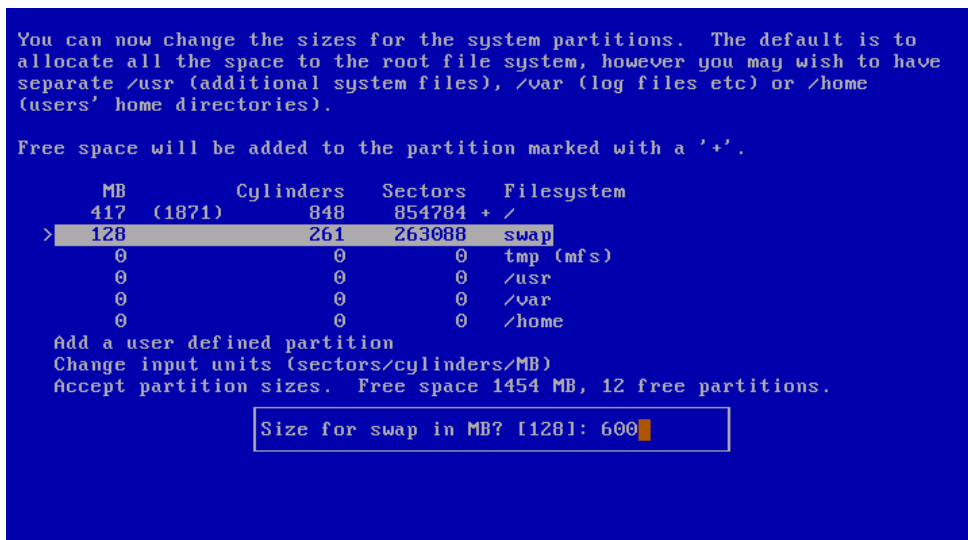 You can now change the sizes for the system partitions.  The default is to
allocate all the space to the root file system, however you may wish to have
separate /usr (additional system files), /var (log files etc) or /home
(users' home directories).
Free space will be added to the partition marked with a '+'.
MB Cylinders Sectors Filesystem
417 (1871) 848 854784 + /
> 128 261 263088 swap
0 0 0 tmp (mfs)
0 0 0 /usr
0 0 0 /var
0 0 0 /home
Add a user defined partition
Change input units (sectors/cylinders/MB)
Accept partition sizes.  Free space 1454 MB, 12 free partitions.
Size for swap in MB? [128]: 600